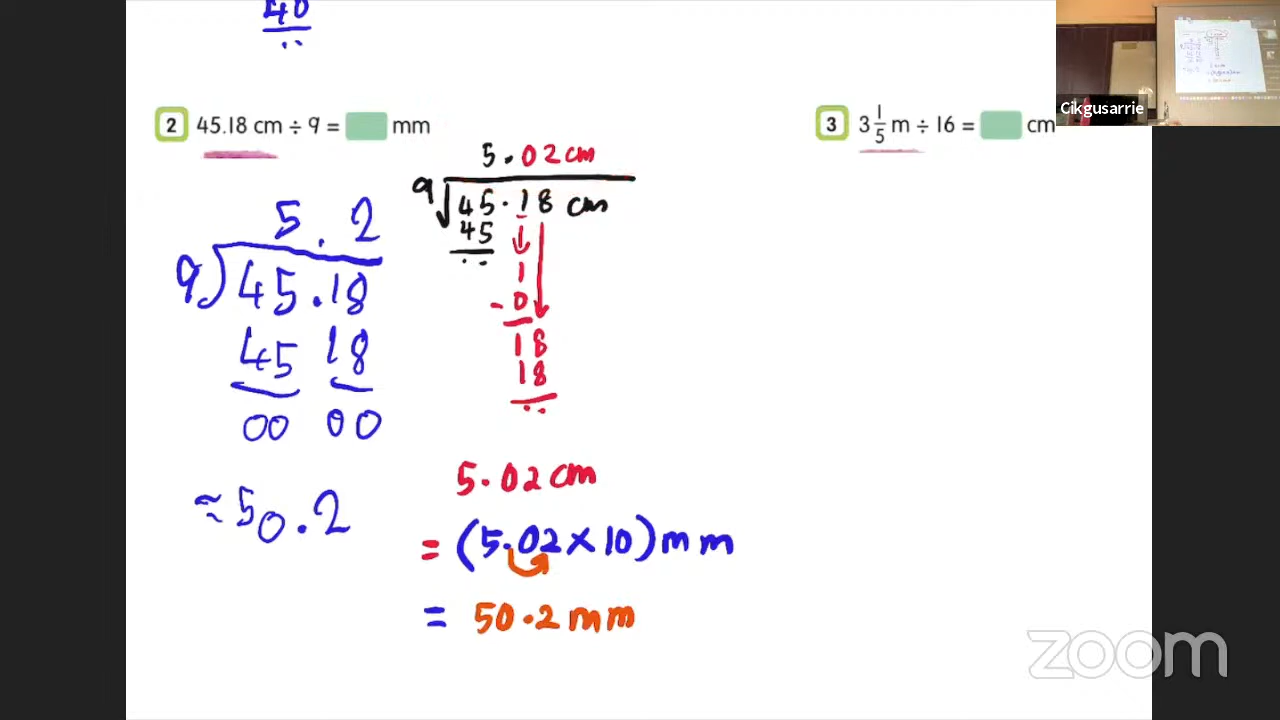 40
2 45.18 cm ÷ 9 = mm
5.2
9 45.18
45 18
00 00
≈ 50.2
5.02 cm
9 45.18 cm
45
1
- 0
18
18
5.02 cm
= (5.02 × 10) mm
= 50.2 mm
3 3 1/5 m ÷ 16 = cm
Cikgusarrie
zoom